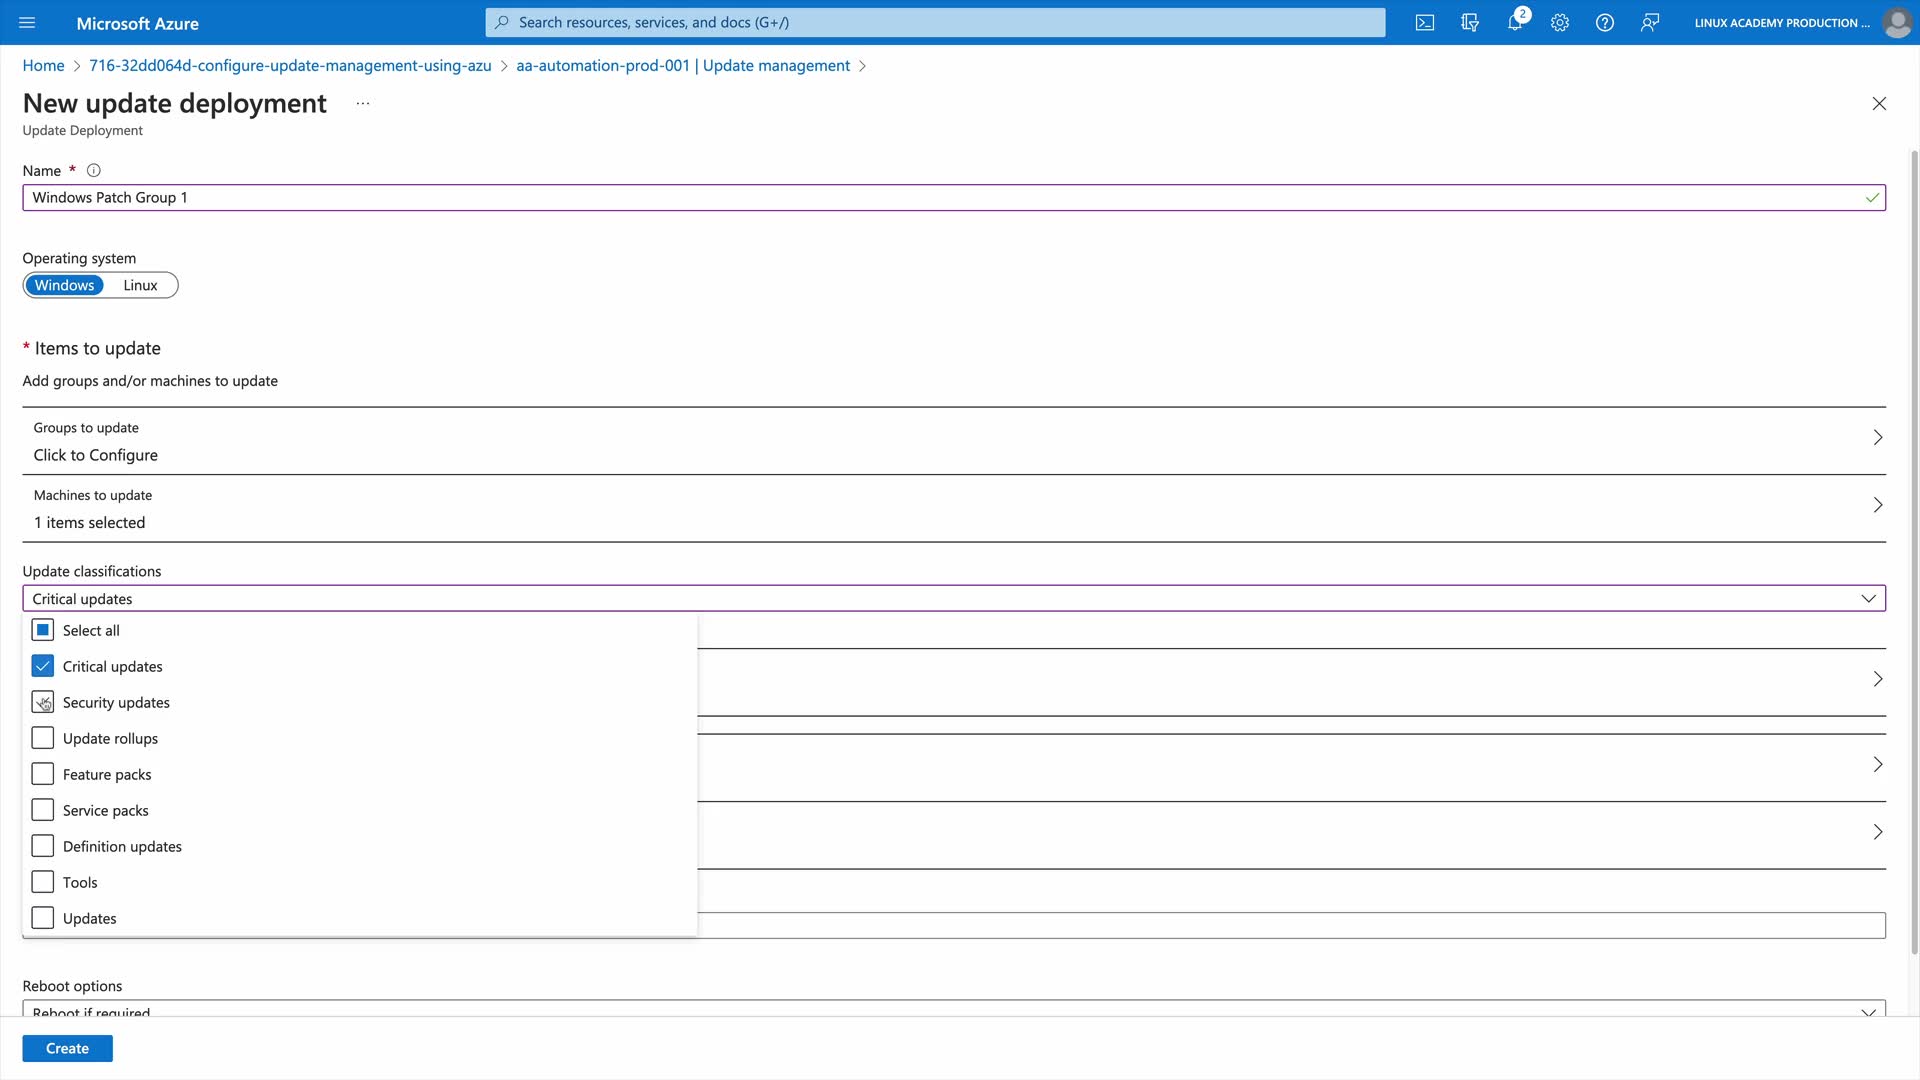 Microsoft Azure
Search resources, services, and docs (G+/)
2
LINUX ACADEMY PRODUCTION ...
Home > 716-32dd064d-configure-update-management-using-azu > aa-automation-prod-001 | Update management >
New update deployment ...
Update Deployment
Name *
Windows Patch Group 1
Operating system
Windows Linux
* Items to update
Add groups and/or machines to update
Groups to update
Click to Configure
Machines to update
1 items selected
Update classifications
Critical updates
Select all
Critical updates
Security updates
Update rollups
Feature packs
Service packs
Definition updates
Tools
Updates
Reboot options
Reboot if required
Create